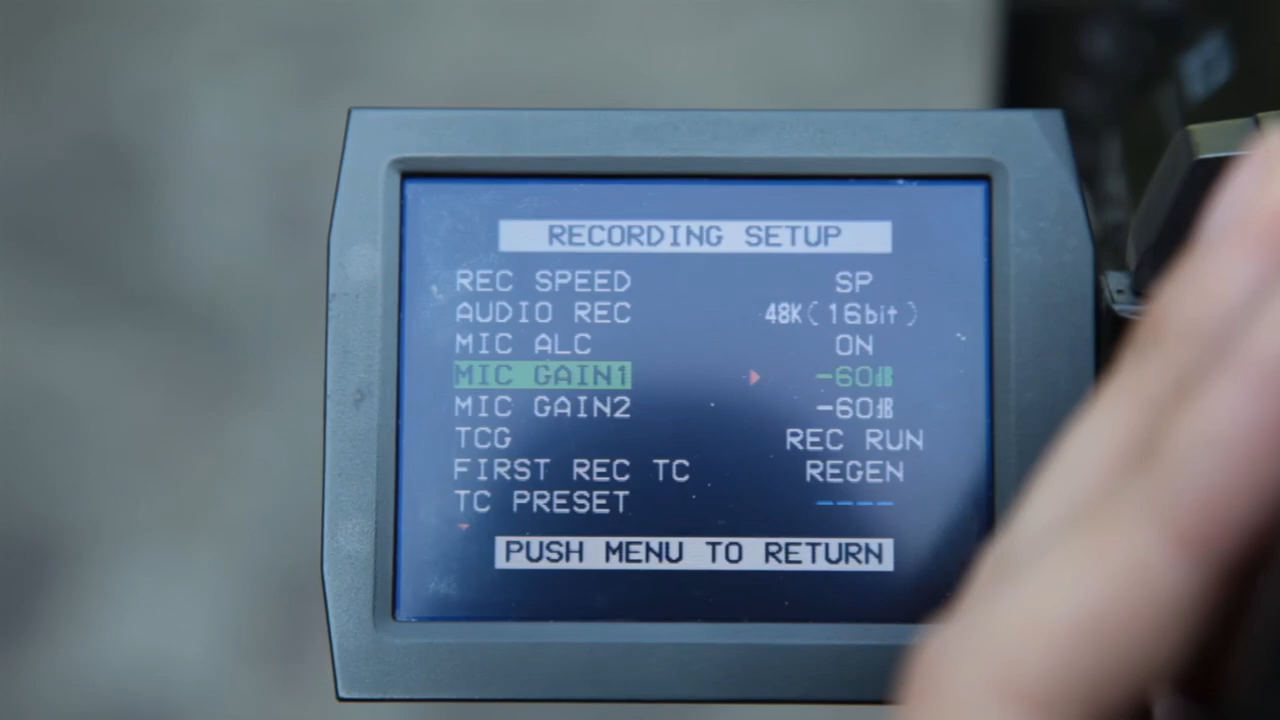 RECORDING SETUP
REC SPEED SP
AUDIO REC 48K(16bit)
MIC ALC ON
MIC GAIN1 -60dB
MIC GAIN2 -60dB
TCG REC RUN
FIRST REC TC REGEN
TC PRESET ----
PUSH MENU TO RETURN